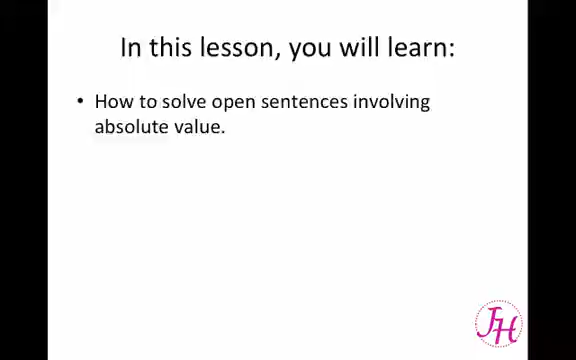 In this lesson, you will learn:
• How to solve open sentences involving
absolute value.
JH